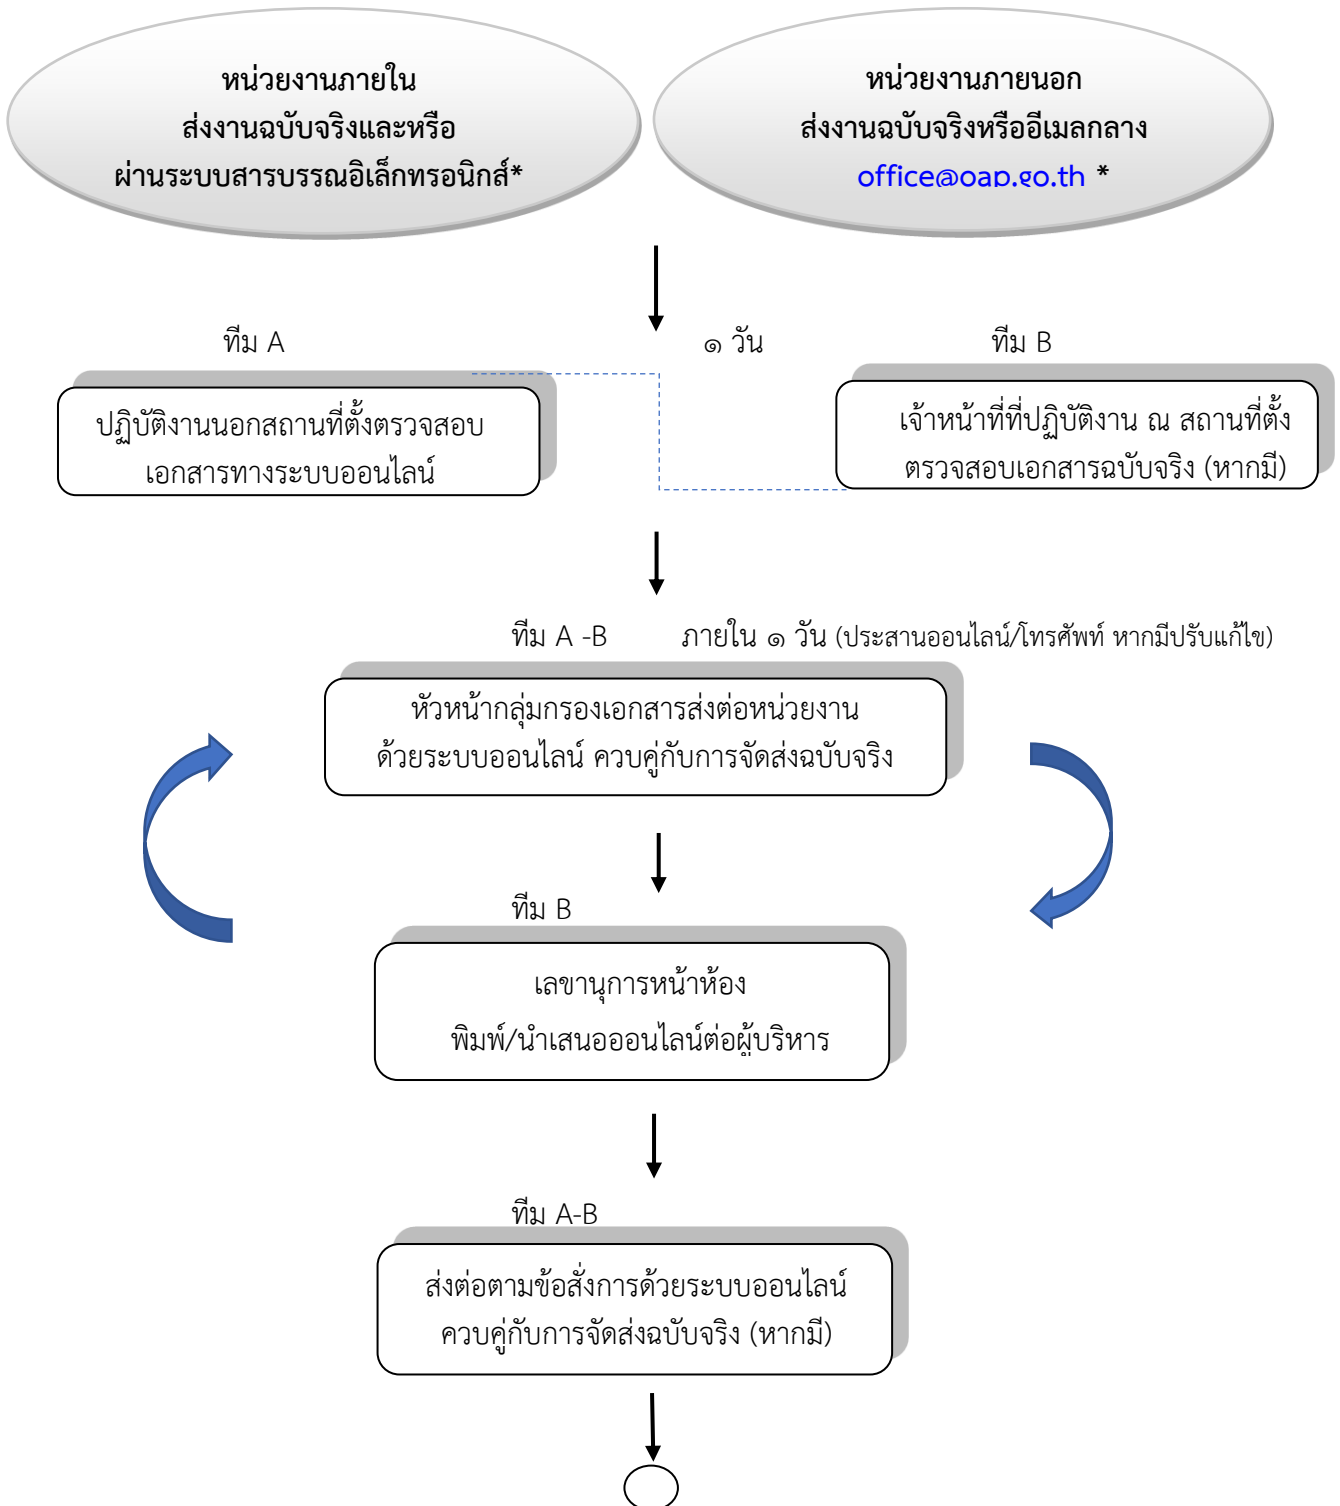 หน่วยงานภายใน
ส่งงานฉบับจริงและหรือ
ผ่านระบบสารบรรณอิเล็กทรอนิกส์*
หน่วยงานภายนอก
ส่งงานฉบับจริงหรืออีเมลกลาง
office@oap.go.th *
ทีม A
๑ วัน
ทีม B
ปฏิบัติงานนอกสถานที่ตั้งตรวจสอบ
เอกสารทางระบบออนไลน์
เจ้าหน้าที่ที่ปฏิบัติงาน ณ สถานที่ตั้ง
ตรวจสอบเอกสารฉบับจริง (หากมี)
ทีม A -B ภายใน ๑ วัน (ประสานออนไลน์/โทรศัพท์ หากมีปรับแก้ไข)
หัวหน้ากลุ่มกรองเอกสารส่งต่อหน่วยงาน
ด้วยระบบออนไลน์ ควบคู่กับการจัดส่งฉบับจริง
ทีม B
เลขานุการหน้าห้อง
พิมพ์/นำเสนอออนไลน์ต่อผู้บริหาร
ทีม A-B
ส่งต่อตามข้อสั่งการด้วยระบบออนไลน์
ควบคู่กับการจัดส่งฉบับจริง (หากมี)